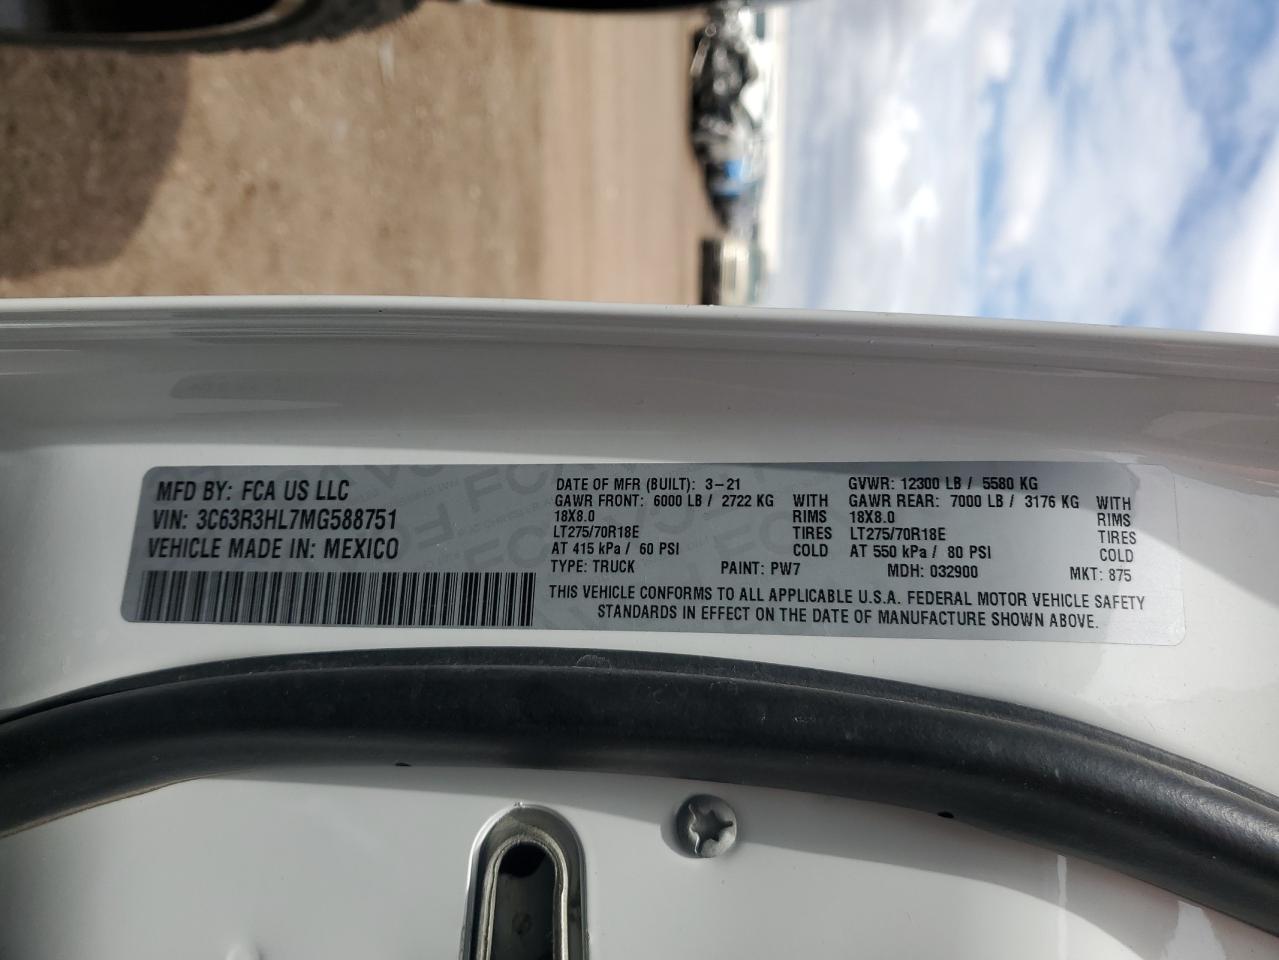 MFD BY: FCA US LLC
VIN: 3C63R3HL7MG588751
VEHICLE MADE IN: MEXICO
DATE OF MFR (BUILT): 3-21 GVWR: 12300 LB / 5580 KG
GAWR FRONT: 6000 LB / 2722 KG WITH GAWR REAR: 7000 LB / 3176 KG WITH
18X8.0 RIMS 18X8.0 RIMS
LT275/70R18E TIRES LT275/70R18E TIRES
AT 415 kPa / 60 PSI COLD AT 550 kPa / 80 PSI COLD
TYPE: TRUCK PAINT: PW7 MDH: 032900 MKT: 875
THIS VEHICLE CONFORMS TO ALL APPLICABLE U.S.A. FEDERAL MOTOR VEHICLE SAFETY
STANDARDS IN EFFECT ON THE DATE OF MANUFACTURE SHOWN ABOVE.